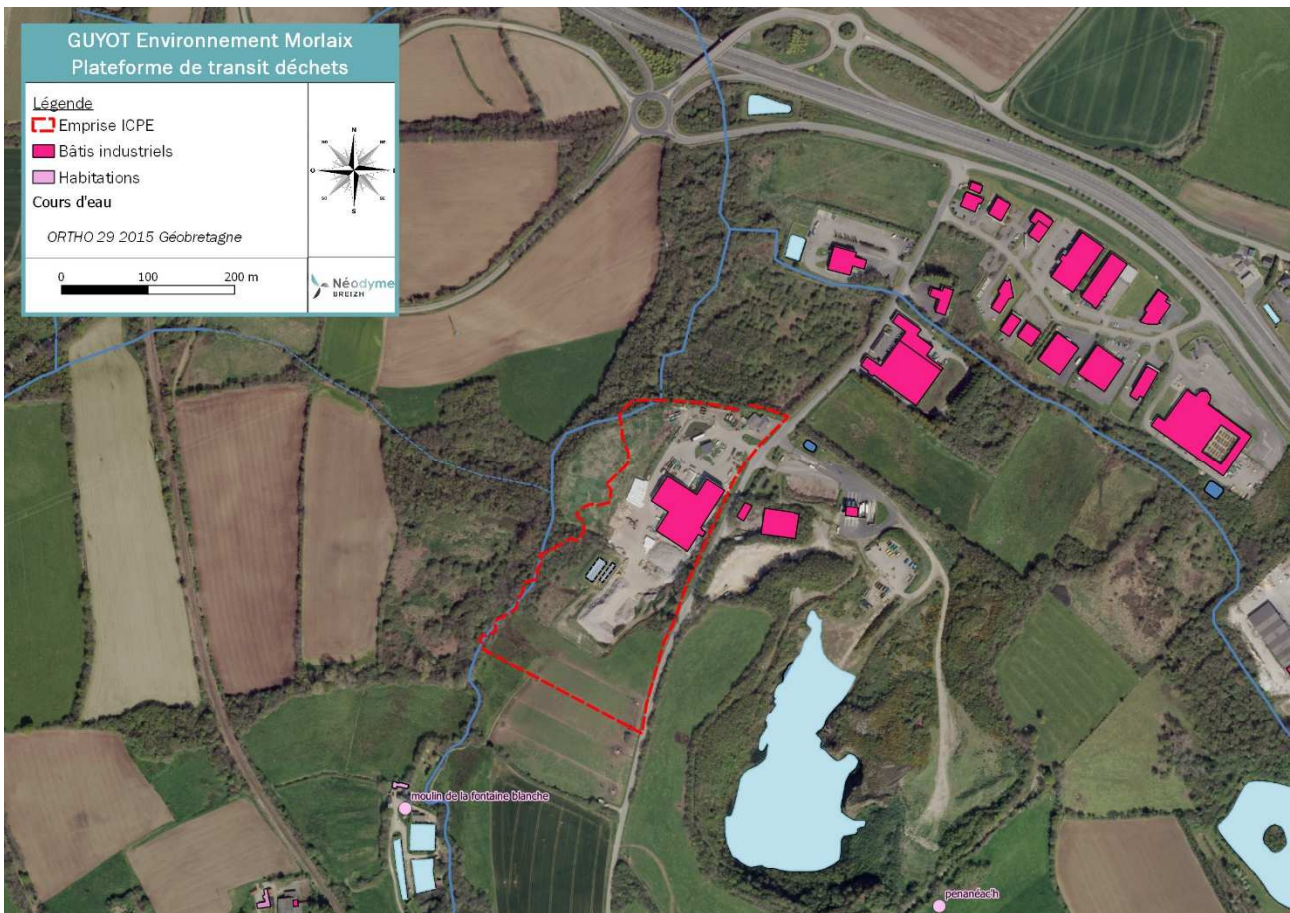 GUYOT Environnement Morlaix
Plateforme de transit déchets
Légende
Emprise ICPE
Bâtis industriels
Habitations
Cours d'eau
ORTHO 29 2015 Géobretagne
N
O
S
0 100 200 m
Néodyme
BREIZH
moulin de la fontaine blanche
penanéac'h